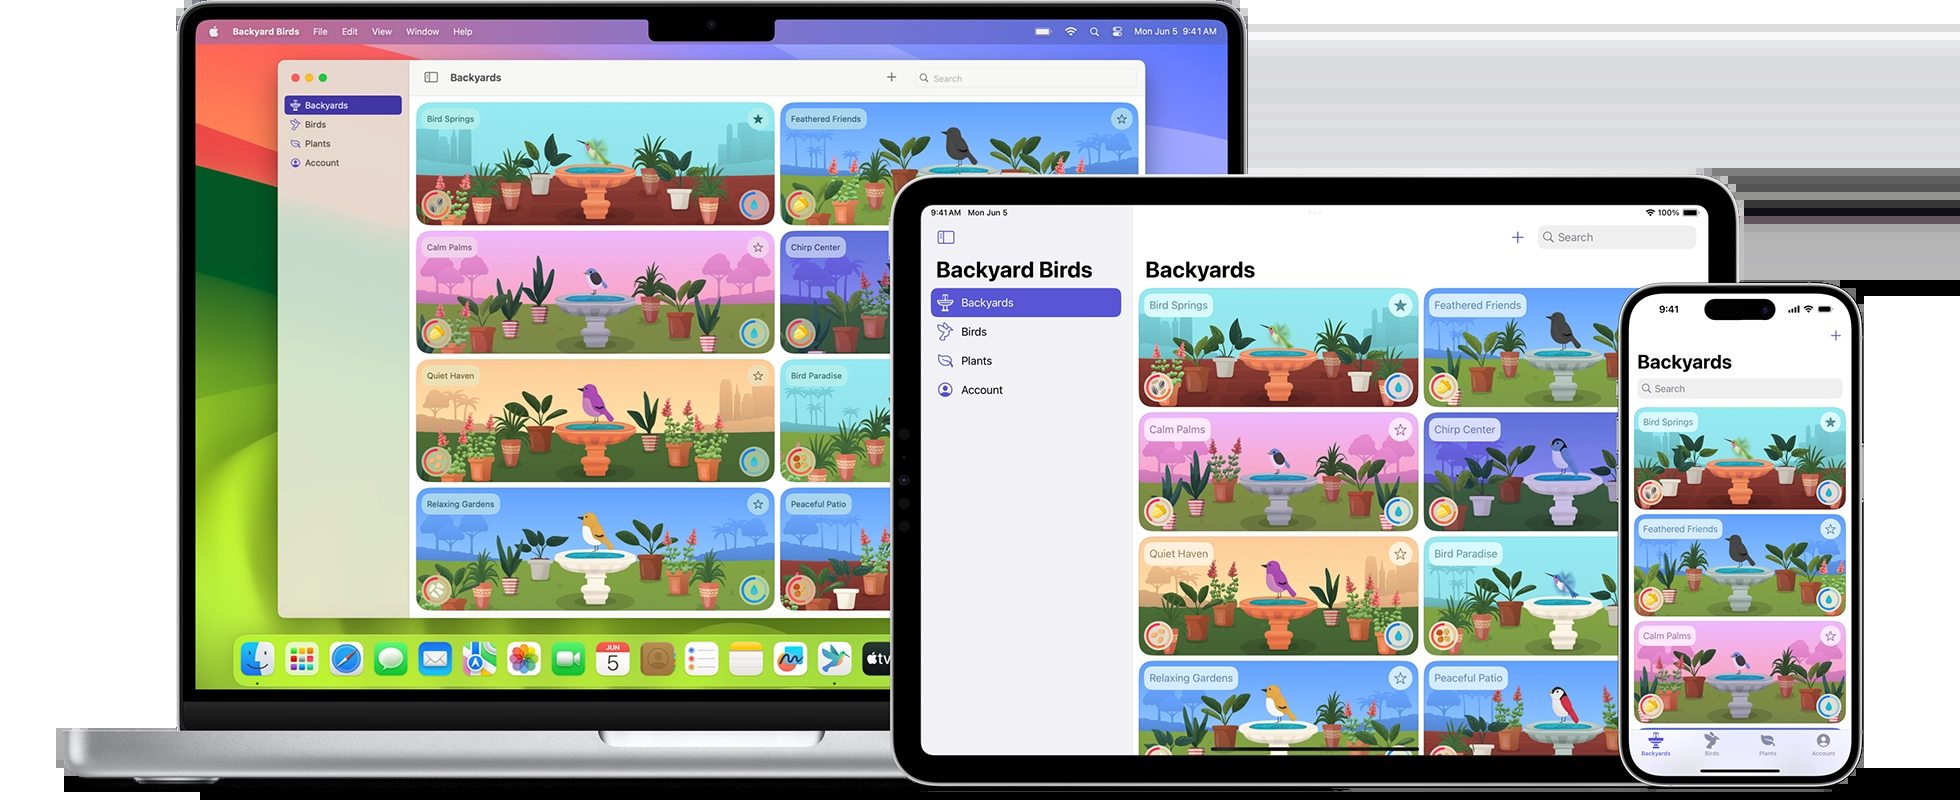 Backyard Birds File Edit View Window Help
Mon Jun 5 9:41 AM
Backyards
Search
Backyards
Birds
Plants
Account
Bird Springs
Feathered Friends
Calm Palms
Chirp Center
Quiet Haven
Bird Paradise
Relaxing Gardens
Peaceful Patio
JUN
5
tv
9:41 AM Mon Jun 5
100%
Search
Backyard Birds
Backyards
Birds
Plants
Account
Backyards
Bird Springs
Feathered Friends
Calm Palms
Chirp Center
Quiet Haven
Bird Paradise
Relaxing Gardens
Peaceful Patio
9:41
Backyards
Search
Bird Springs
Feathered Friends
Calm Palms
Backyards Birds Plants Account